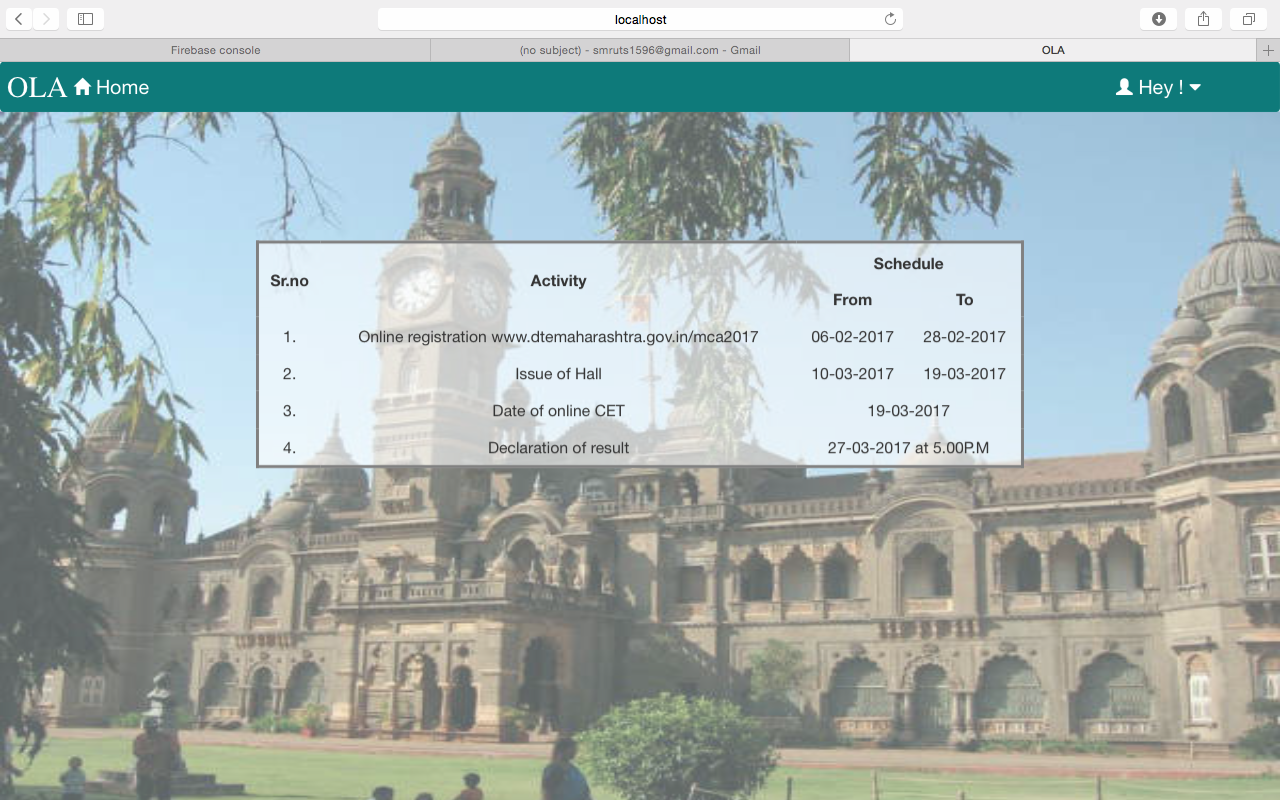 localhost
Firebase console
(no subject) - smruts1596@gmail.com - Gmail
OLA
OLA Home
Hey !
Sr.no Activity Schedule
From To
1. Online registration www.dtemaharashtra.gov.in/mca2017 06-02-2017 28-02-2017
2. Issue of Hall 10-03-2017 19-03-2017
3. Date of online CET 19-03-2017
4. Declaration of result 27-03-2017 at 5.00P.M